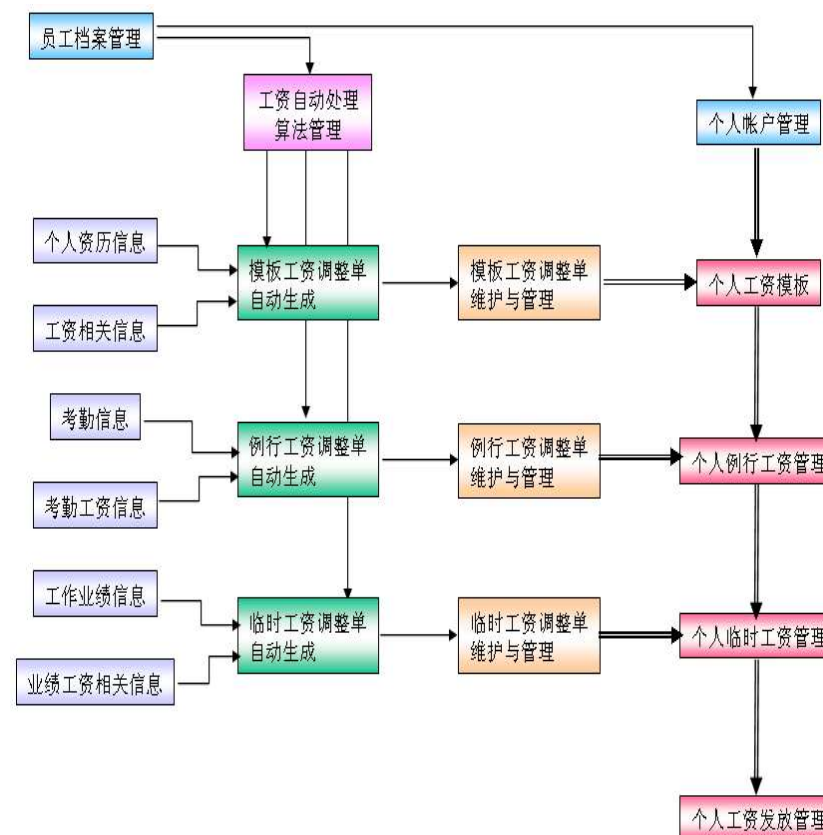 员工档案管理
工资自动处理
算法管理
个人帐户管理
个人资历信息
模板工资调整单
自动生成
模板工资调整单
维护与管理
个人工资模板
工资相关信息
考勤信息
例行工资调整单
自动生成
例行工资调整单
维护与管理
个人例行工资管理
考勤工资信息
工作业绩信息
临时工资调整单
自动生成
临时工资调整单
维护与管理
个人临时工资管理
业绩工资相关信息
个人工资发放管理